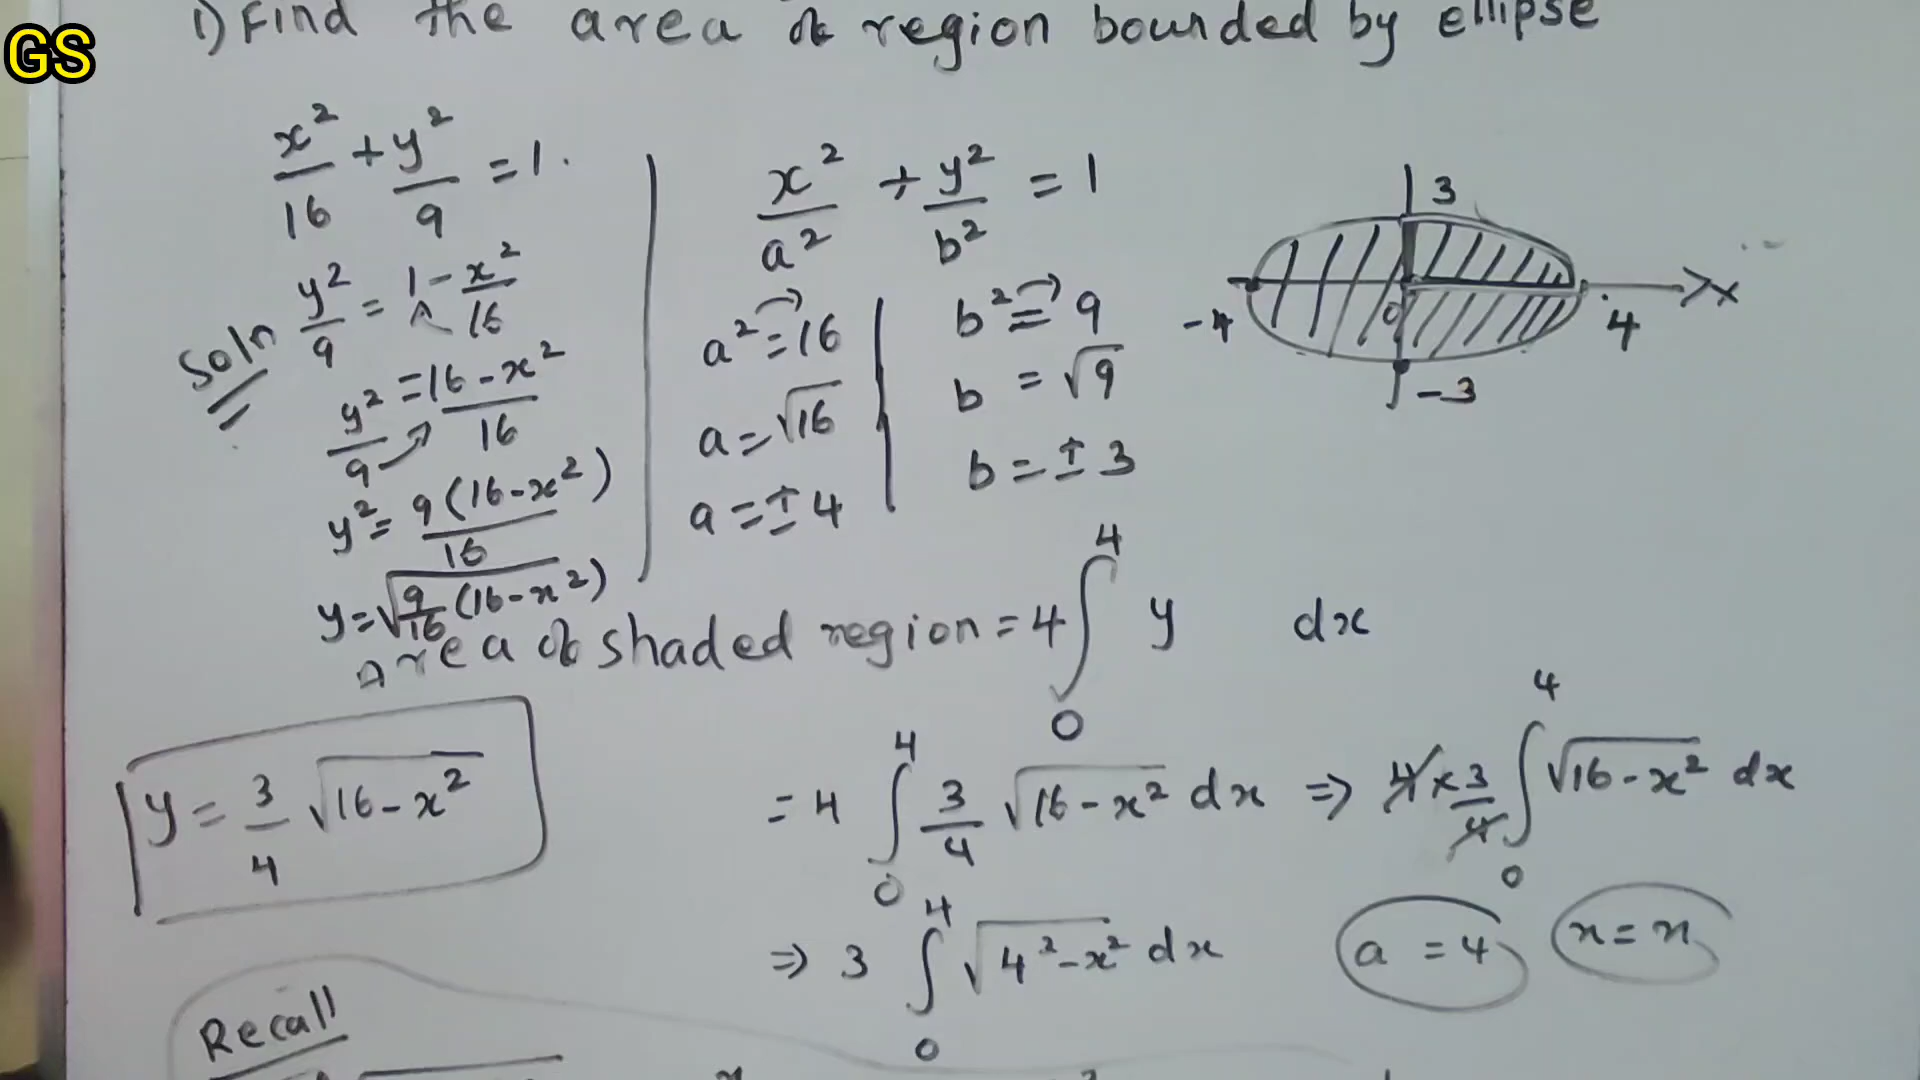 GS
1) Find the area of region bounded by ellipse
x²/16 + y²/9 = 1.
Soln
y²/9 = 1 - x²/16
y²/9 = 16 - x²/16
y² = 9(16-x²)/16
y = √9/16 (16-x²)
x²/a² + y²/b² = 1
a² = 16
a = √16
a = ± 4
b² = 9
b = √9
b = ± 3
3
-4
0
4
x
-3
Area of shaded region = 4 ∫₀⁴ y dx
y = 3/4 √16-x²
= 4 ∫₀⁴ 3/4 √16-x² dx ⇒ 4 × 3/4 ∫₀⁴ √16-x² dx
⇒ 3 ∫₀⁴ √4²-x² dx
a = 4
x = x
Recall